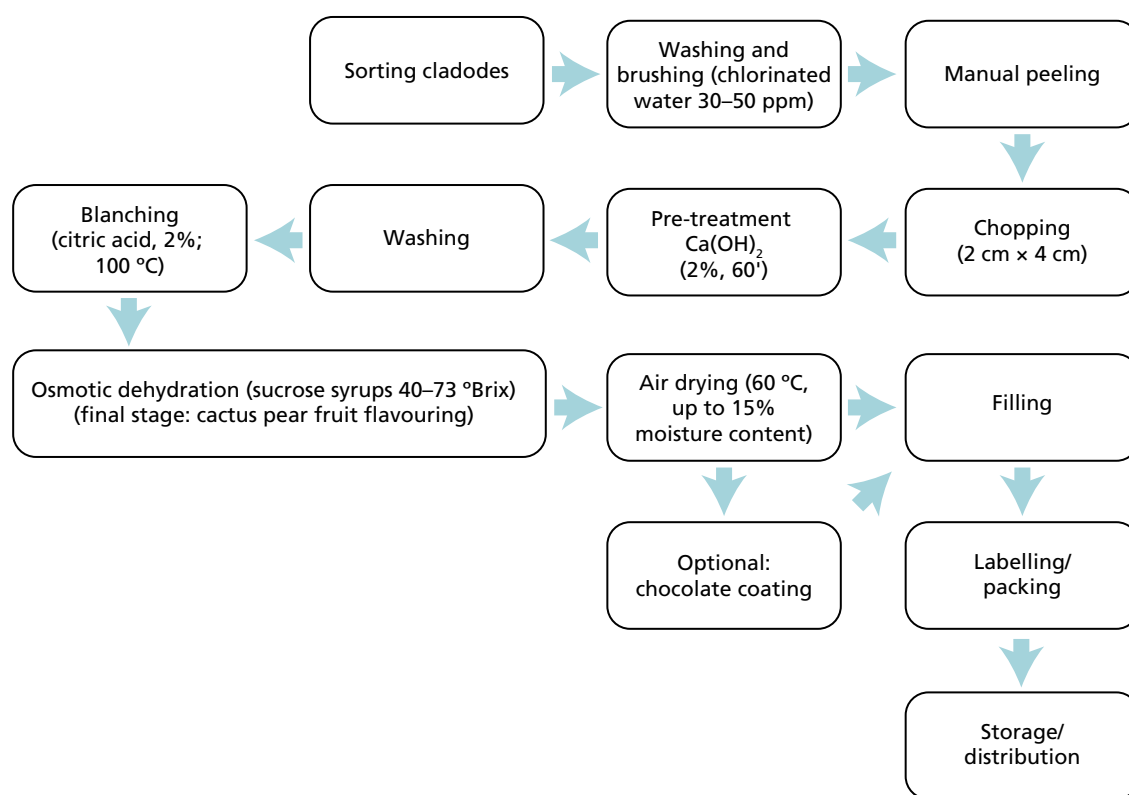 Sorting cladodes
Washing and
brushing (chlorinated
water 30–50 ppm)
Manual peeling
Chopping
(2 cm × 4 cm)
Pre-treatment
Ca(OH)₂
(2%, 60')
Washing
Blanching
(citric acid, 2%;
100 ºC)
Osmotic dehydration (sucrose syrups 40–73 ºBrix)
(final stage: cactus pear fruit flavouring)
Air drying (60 ºC,
up to 15%
moisture content)
Optional:
chocolate coating
Filling
Labelling/
packing
Storage/
distribution